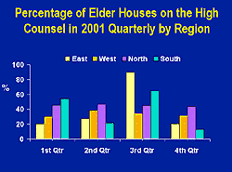 Percentage of Elder Houses on the High
Counsel in 2001 Quarterly by Region
East West North South
100
80
60
40
20
0
%
1st Qtr 2nd Qtr 3rd Qtr 4th Qtr